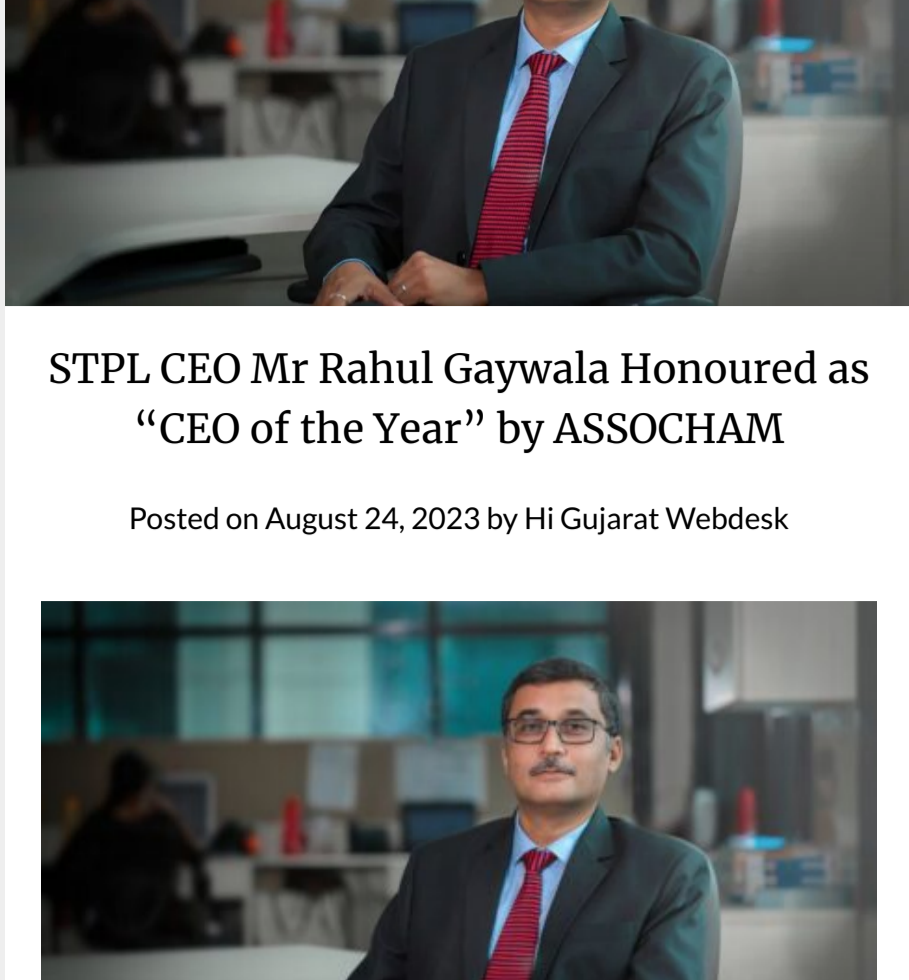 STPL CEO Mr Rahul Gaywala Honoured as
“CEO of the Year” by ASSOCHAM
Posted on August 24, 2023 by Hi Gujarat Webdesk